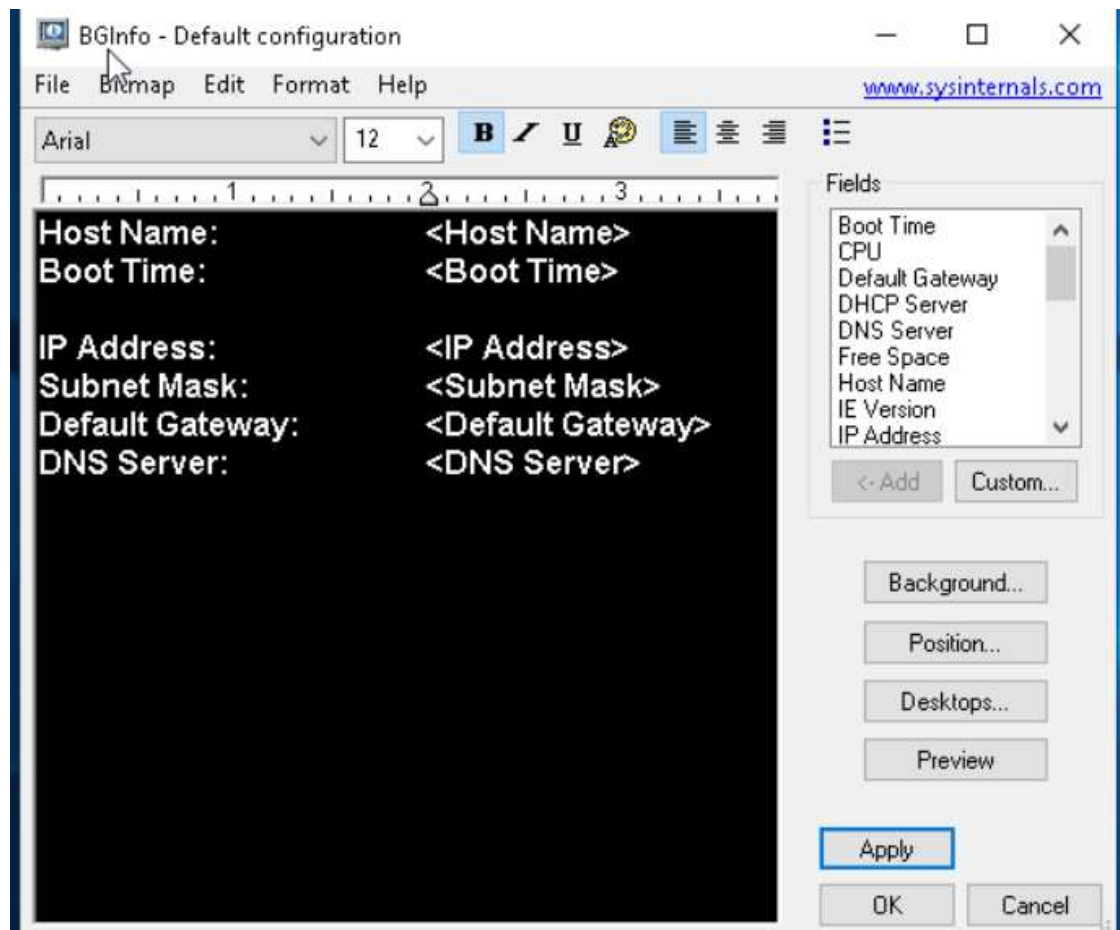 BGInfo - Default configuration
File Bitmap Edit Format Help www.sysinternals.com
Arial 12 B I U A
1 2 3
Host Name: <Host Name>
Boot Time: <Boot Time>
IP Address: <IP Address>
Subnet Mask: <Subnet Mask>
Default Gateway: <Default Gateway>
DNS Server: <DNS Server>
Fields
Boot Time
CPU
Default Gateway
DHCP Server
DNS Server
Free Space
Host Name
IE Version
IP Address
<- Add Custom...
Background...
Position...
Desktops...
Preview
Apply
OK Cancel